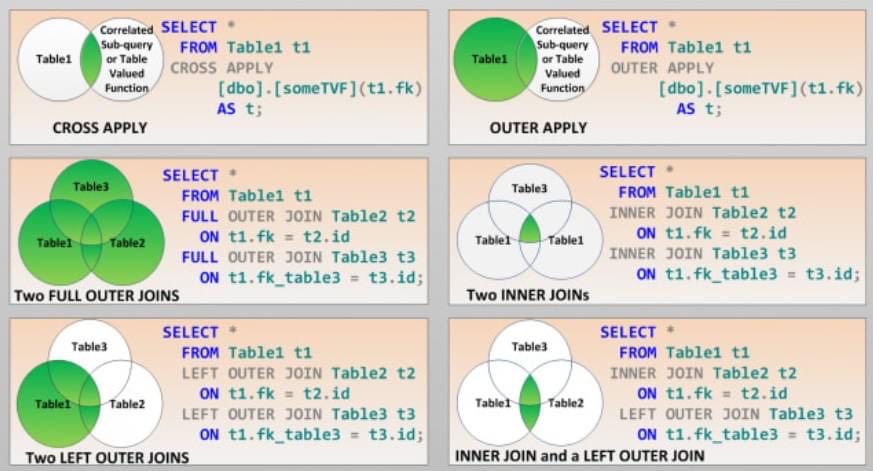 Table1
Correlated
Sub-query
or Table
Valued
Function
SELECT *
FROM Table1 t1
CROSS APPLY
[dbo].[someTVF](t1.fk)
AS t;
CROSS APPLY
Table1
Correlated
Sub-query
or Table
Valued
Function
SELECT *
FROM Table1 t1
OUTER APPLY
[dbo].[someTVF](t1.fk)
AS t;
OUTER APPLY
Table3
Table1
Table2
SELECT *
FROM Table1 t1
FULL OUTER JOIN Table2 t2
ON t1.fk = t2.id
FULL OUTER JOIN Table3 t3
ON t1.fk_table3 = t3.id;
Two FULL OUTER JOINS
Table3
Table1
Table1
SELECT *
FROM Table1 t1
INNER JOIN Table2 t2
ON t1.fk = t2.id
INNER JOIN Table3 t3
ON t1.fk_table3 = t3.id;
Two INNER JOINs
Table3
Table1
Table2
SELECT *
FROM Table1 t1
LEFT OUTER JOIN Table2 t2
ON t1.fk = t2.id
LEFT OUTER JOIN Table3 t3
ON t1.fk_table3 = t3.id;
Two LEFT OUTER JOINS
Table3
Table1
Table2
SELECT *
FROM Table1 t1
INNER JOIN Table2 t2
ON t1.fk = t2.id
LEFT OUTER JOIN Table3 t3
ON t1.fk_table3 = t3.id;
INNER JOIN and a LEFT OUTER JOIN